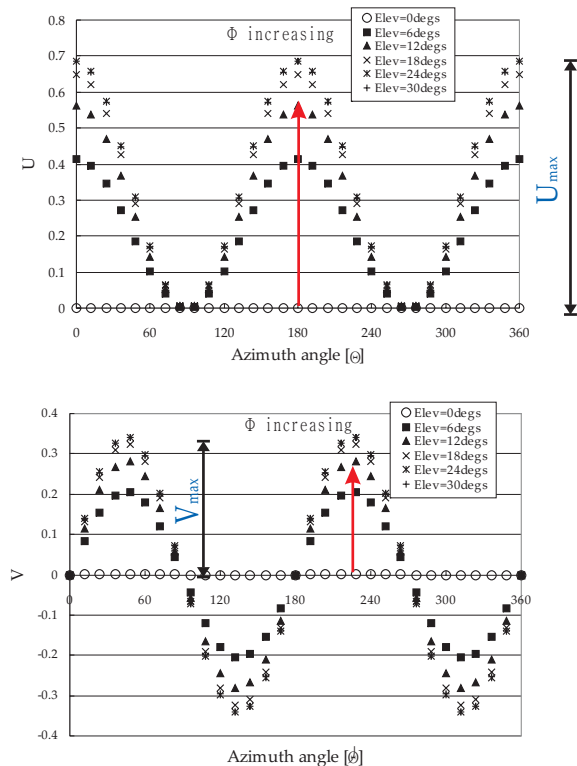 0.8
0.7
0.6
0.5
0.4
0.3
0.2
0.1
0
U
Φ increasing
Elev=0degs
Elev=6degs
Elev=12degs
Elev=18degs
Elev=24degs
Elev=30degs
Umax
0 60 120 180 240 300 360
Azimuth angle [Θ]
0.4
0.3
0.2
0.1
0
-0.1
-0.2
-0.3
-0.4
V
Φ increasing
Vmax
Elev=0degs
Elev=6degs
Elev=12degs
Elev=18degs
Elev=24degs
Elev=30degs
0 60 120 180 240 300 360
Azimuth angle [